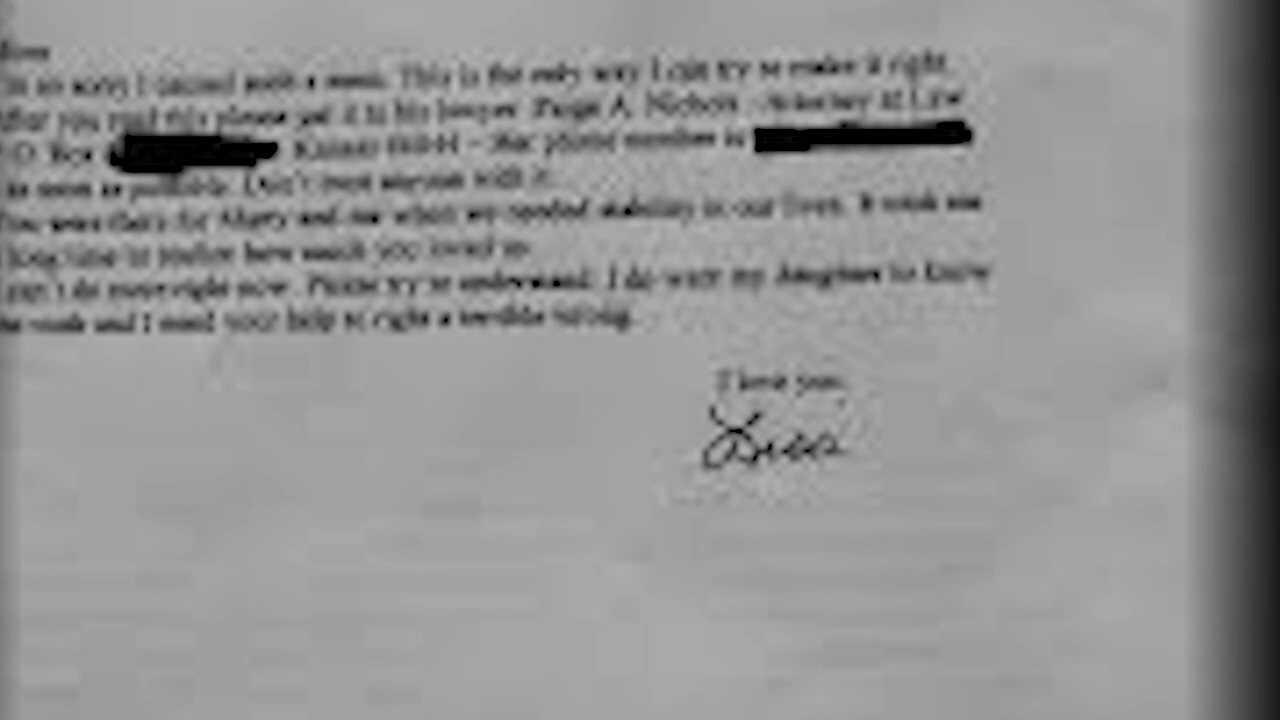 so sorry I caused such a mess. This is the only way I can try to make it right.
you read this please get it to his lawyer Paige A. Nichols - Attorney at Law
O. Box Kansas - Her phone number is
as soon as possible. Don't trust anyone with it.
You were there for Marty and me when we needed stability in our lives. It took me
long time to realize how much you loved us
can't do more right now. Please try to understand. I do want my daughter to know
truth and I need your help to right a terrible wrong.
I love you,